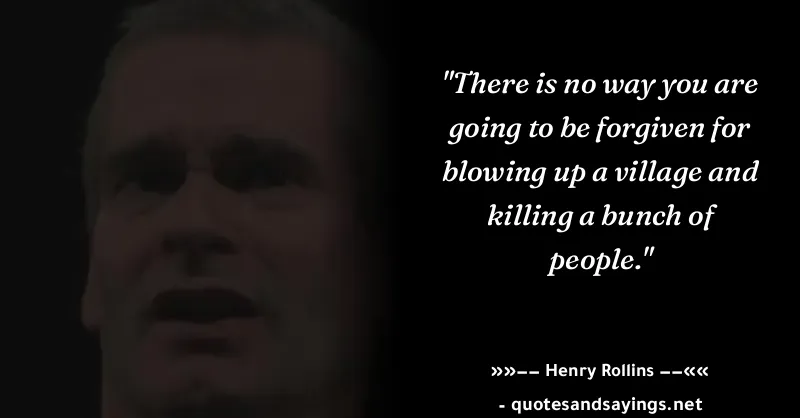 "There is no way you are
going to be forgiven for
blowing up a village and
killing a bunch of
people."
»»–– Henry Rollins ––««
- quotesandsayings.net